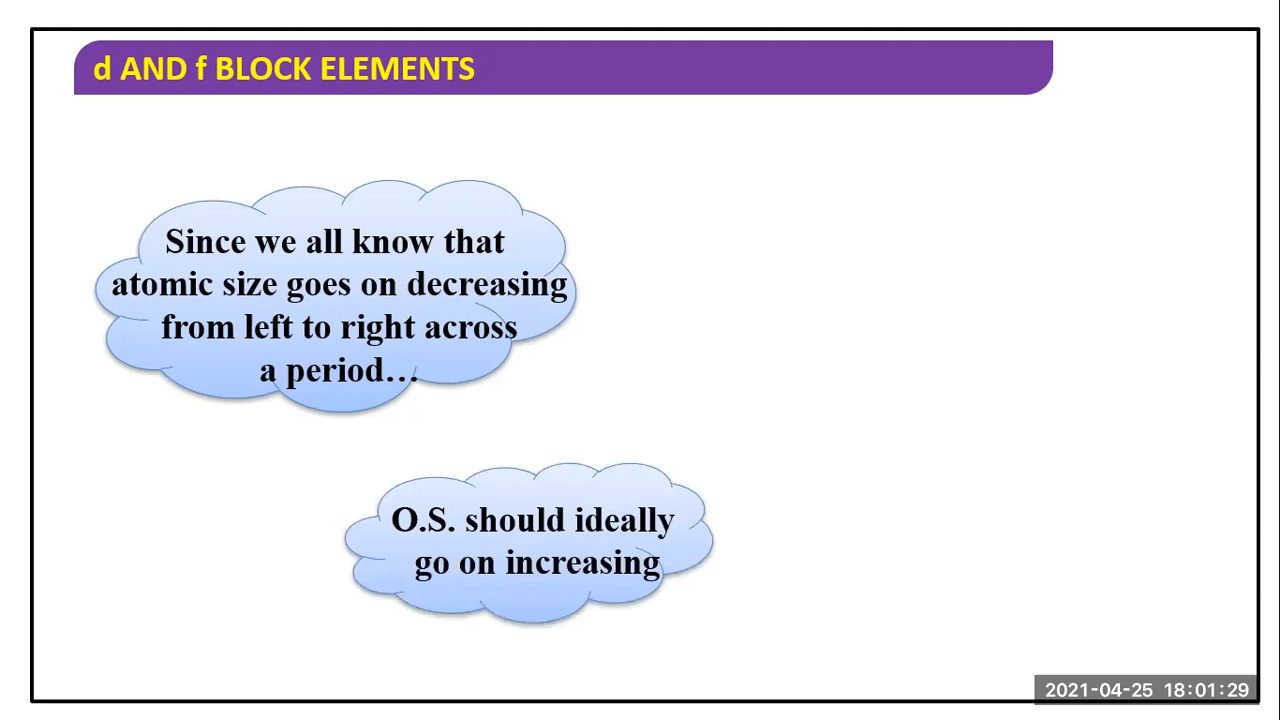 d AND f BLOCK ELEMENTS
Since we all know that
atomic size goes on decreasing
from left to right across
a period…
O.S. should ideally
go on increasing
2021-04-25 18:01:29